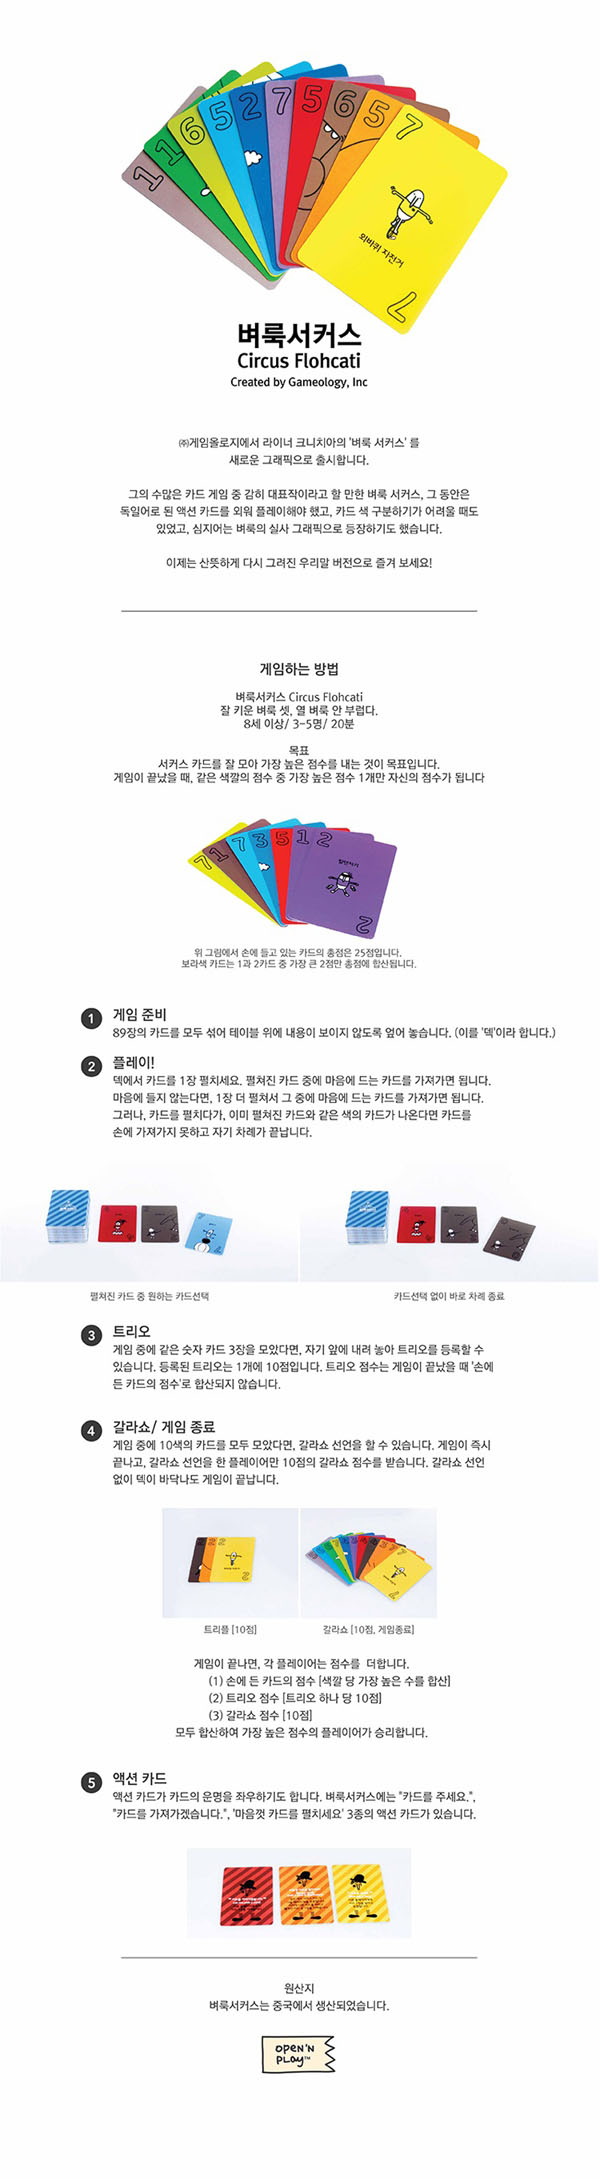 1 1 6 5 2 7 5 6 5 7
외바퀴 자전거
7
벼룩서커스
Circus Flohcati
Created by Gameology, Inc
㈜게임올로지에서 라이너 크니치아의 '벼룩 서커스' 를
새로운 그래픽으로 출시합니다.
그의 수많은 카드 게임 중 감히 대표작이라고 할 만한 벼룩 서커스, 그 동안은
독일어로 된 액션 카드를 외워 플레이해야 했고, 카드 색 구분하기가 어려울 때도
있었고, 심지어는 벼룩의 실사 그래픽으로 등장하기도 했습니다.
이제는 산뜻하게 다시 그려진 우리말 버전으로 즐겨 보세요!
게임하는 방법
벼룩서커스 Circus Flohcati
잘 키운 벼룩 셋, 열 벼룩 안 부럽다.
8세 이상/ 3-5명/ 20분
목표
서커스 카드를 잘 모아 가장 높은 점수를 내는 것이 목표입니다.
게임이 끝났을 때, 같은 색깔의 점수 중 가장 높은 점수 1개만 자신의 점수가 됩니다
7 1 7 3 5 1 2
2
위 그림에서 손에 들고 있는 카드의 총점은 25점입니다.
보라색 카드는 1과 2카드 중 가장 큰 2점만 총점에 합산됩니다.
1 게임 준비
89장의 카드를 모두 섞어 테이블 위에 내용이 보이지 않도록 엎어 놓습니다. (이를 '덱'이라 합니다.)
2 플레이!
덱에서 카드를 1장 펼치세요. 펼쳐진 카드 중에 마음에 드는 카드를 가져가면 됩니다.
마음에 들지 않는다면, 1장 더 펼쳐서 그 중에 마음에 드는 카드를 가져가면 됩니다.
그러나, 카드를 펼치다가, 이미 펼쳐진 카드와 같은 색의 카드가 나온다면 카드를
손에 가져가지 못하고 자기 차례가 끝납니다.
펼쳐진 카드 중 원하는 카드선택
카드선택 없이 바로 차례 종료
3 트리오
게임 중에 같은 숫자 카드 3장을 모았다면, 자기 앞에 내려 놓아 트리오를 등록할 수
있습니다. 등록된 트리오는 1개에 10점입니다. 트리오 점수는 게임이 끝났을 때 '손에
든 카드의 점수'로 합산되지 않습니다.
4 갈라쇼/ 게임 종료
게임 중에 10색의 카드를 모두 모았다면, 갈라쇼 선언을 할 수 있습니다. 게임이 즉시
끝나고, 갈라쇼 선언을 한 플레이어만 10점의 갈라쇼 점수를 받습니다. 갈라쇼 선언
없이 덱이 바닥나도 게임이 끝납니다.
2 2 2
2
트리플 [10점]
갈라쇼 [10점, 게임종료]
게임이 끝나면, 각 플레이어는 점수를 더합니다.
(1) 손에 든 카드의 점수 [색깔 당 가장 높은 수를 합산]
(2) 트리오 점수 [트리오 하나 당 10점]
(3) 갈라쇼 점수 [10점]
모두 합산하여 가장 높은 점수의 플레이어가 승리합니다.
5 액션 카드
액션 카드가 카드의 운명을 좌우하기도 합니다. 벼룩서커스에는 "카드를 주세요.",
"카드를 가져가겠습니다.", '마음껏 카드를 펼치세요' 3종의 액션 카드가 있습니다.
원산지
벼룩서커스는 중국에서 생산되었습니다.
OPEN'N
PLAY™